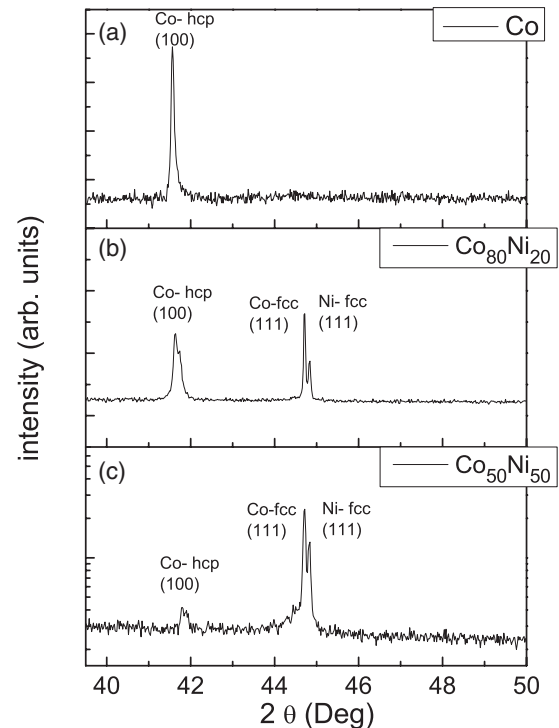 (a)
Co- hcp
(100)
Co
(b)
Co- hcp
(100)
Co-fcc
(111)
Ni- fcc
(111)
Co80Ni20
(c)
Co- hcp
(100)
Co-fcc
(111)
Ni- fcc
(111)
Co50Ni50
intensity (arb. units)
40 42 44 46 48 50
2 θ (Deg)